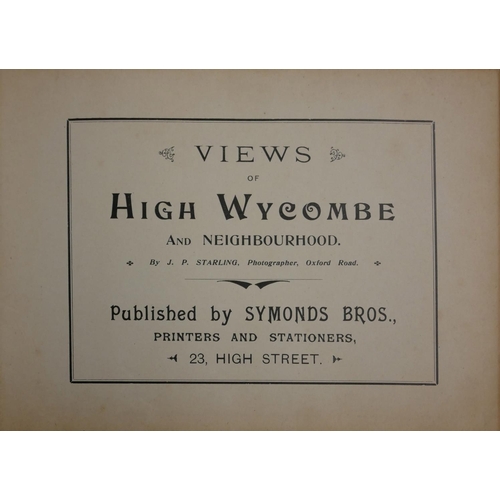 VIEWS
OF
HIGH WYCOMBE
AND NEIGHBOURHOOD.
By J. P. STARLING, Photographer, Oxford Road.
Published by SYMONDS BROS.,
PRINTERS AND STATIONERS,
23, HIGH STREET.